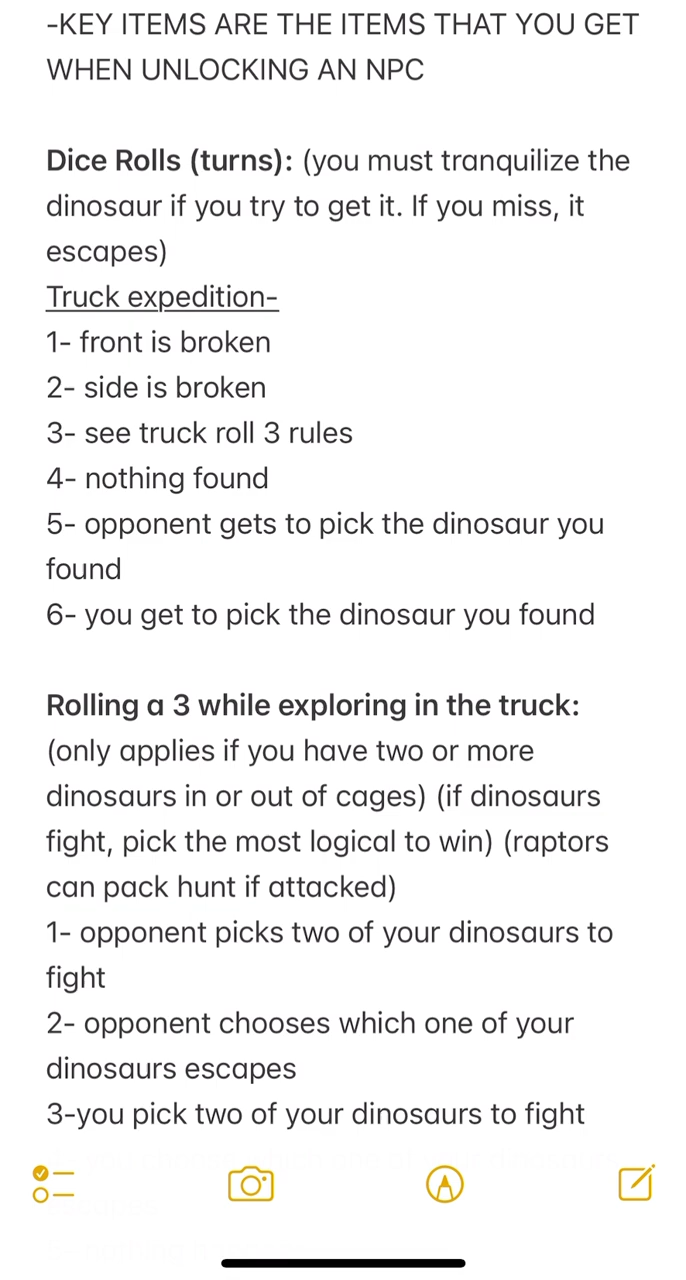 -KEY ITEMS ARE THE ITEMS THAT YOU GET
WHEN UNLOCKING AN NPC
Dice Rolls (turns): (you must tranquilize the
dinosaur if you try to get it. If you miss, it
escapes)
Truck expedition-
1- front is broken
2- side is broken
3- see truck roll 3 rules
4- nothing found
5- opponent gets to pick the dinosaur you
found
6- you get to pick the dinosaur you found
Rolling a 3 while exploring in the truck:
(only applies if you have two or more
dinosaurs in or out of cages) (if dinosaurs
fight, pick the most logical to win) (raptors
can pack hunt if attacked)
1- opponent picks two of your dinosaurs to
fight
2- opponent chooses which one of your
dinosaurs escapes
3-you pick two of your dinosaurs to fight